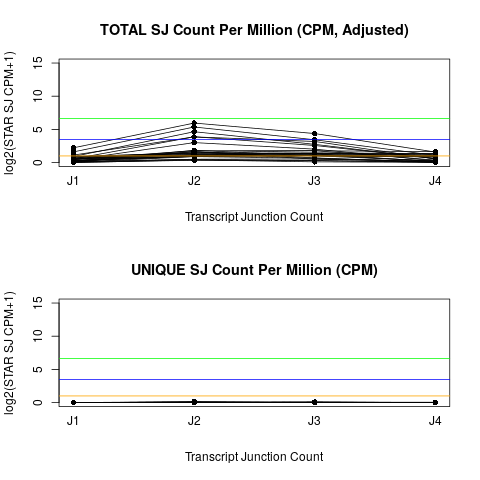 TOTAL SJ Count Per Million (CPM, Adjusted)
log2(STAR SJ CPM+1)
15
10
5
0
J1 J2 J3 J4
Transcript Junction Count
UNIQUE SJ Count Per Million (CPM)
log2(STAR SJ CPM+1)
15
10
5
0
J1 J2 J3 J4
Transcript Junction Count